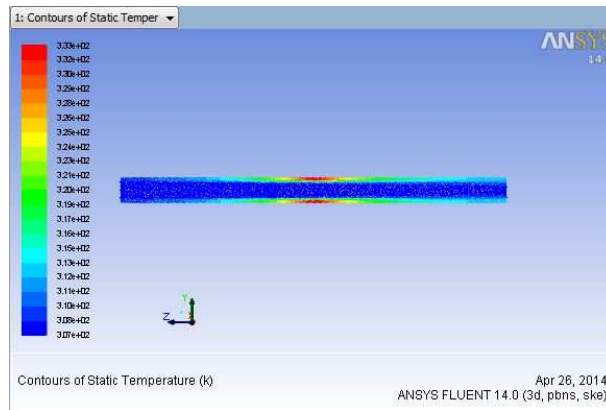 1: Contours of Static Temper
ANSYS
14.
3.33e+02
3.32e+02
3.30e+02
3.29e+02
3.28e+02
3.26e+02
3.25e+02
3.24e+02
3.23e+02
3.21e+02
3.20e+02
3.19e+02
3.17e+02
3.16e+02
3.15e+02
3.14e+02
3.12e+02
3.11e+02
3.10e+02
3.08e+02
3.07e+02
Y
Z
Contours of Static Temperature (k)
Apr 26, 2014
ANSYS FLUENT 14.0 (3d, pbns, ske)